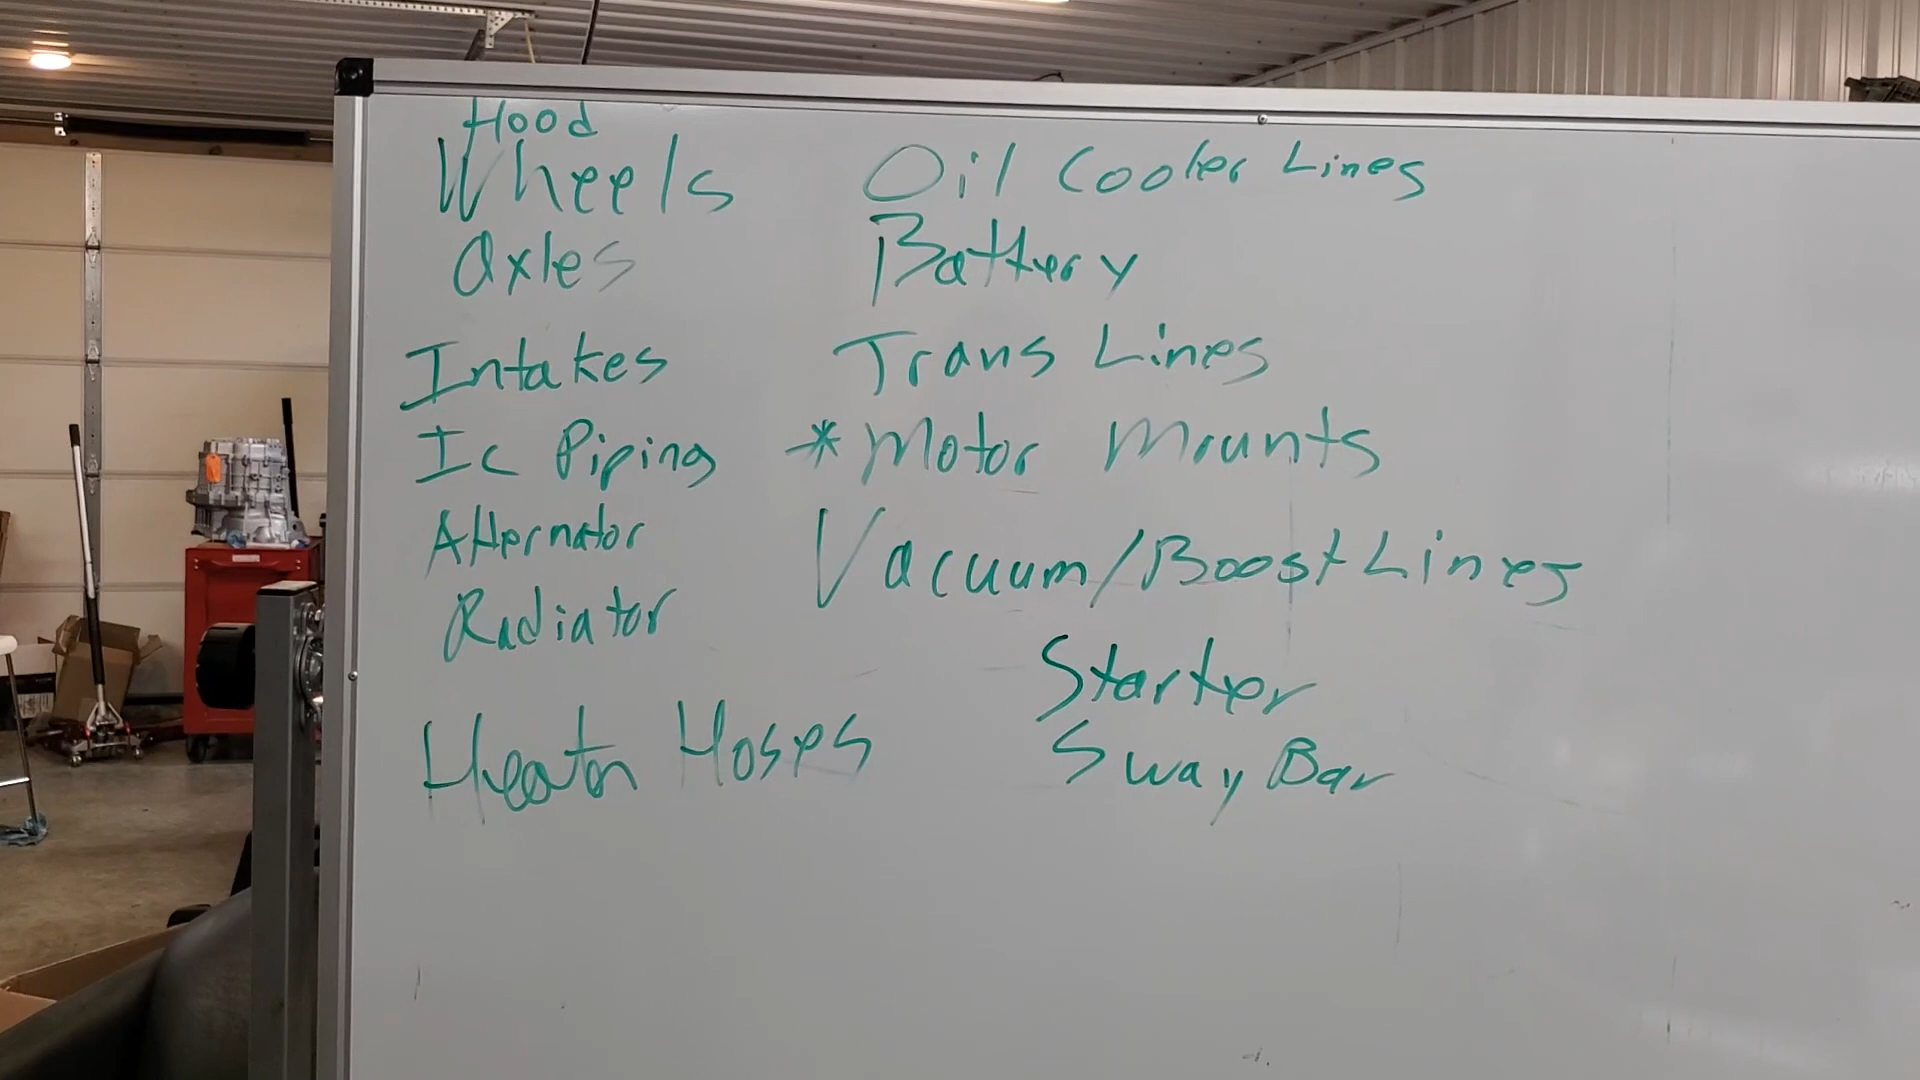 Hood
Wheels
Axles
Intakes
Ic Piping
Alternator
Radiator
Heater Hoses
Oil Cooler Lines
Battery
Trans Lines
*Motor Mounts
Vacuum/Boost Lines
Starter
Sway Bar